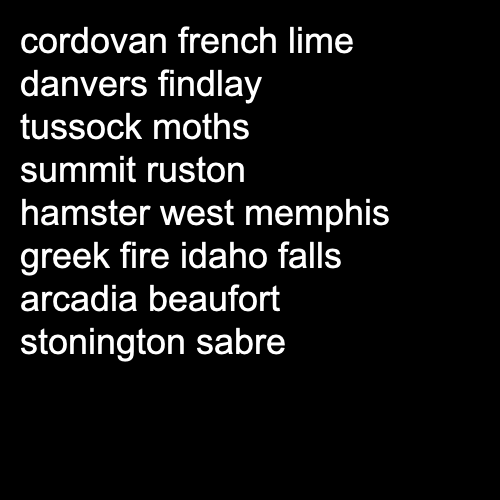 cordovan french lime
danvers findlay
tussock moths
summit ruston
hamster west memphis
greek fire idaho falls
arcadia beaufort
stonington sabre